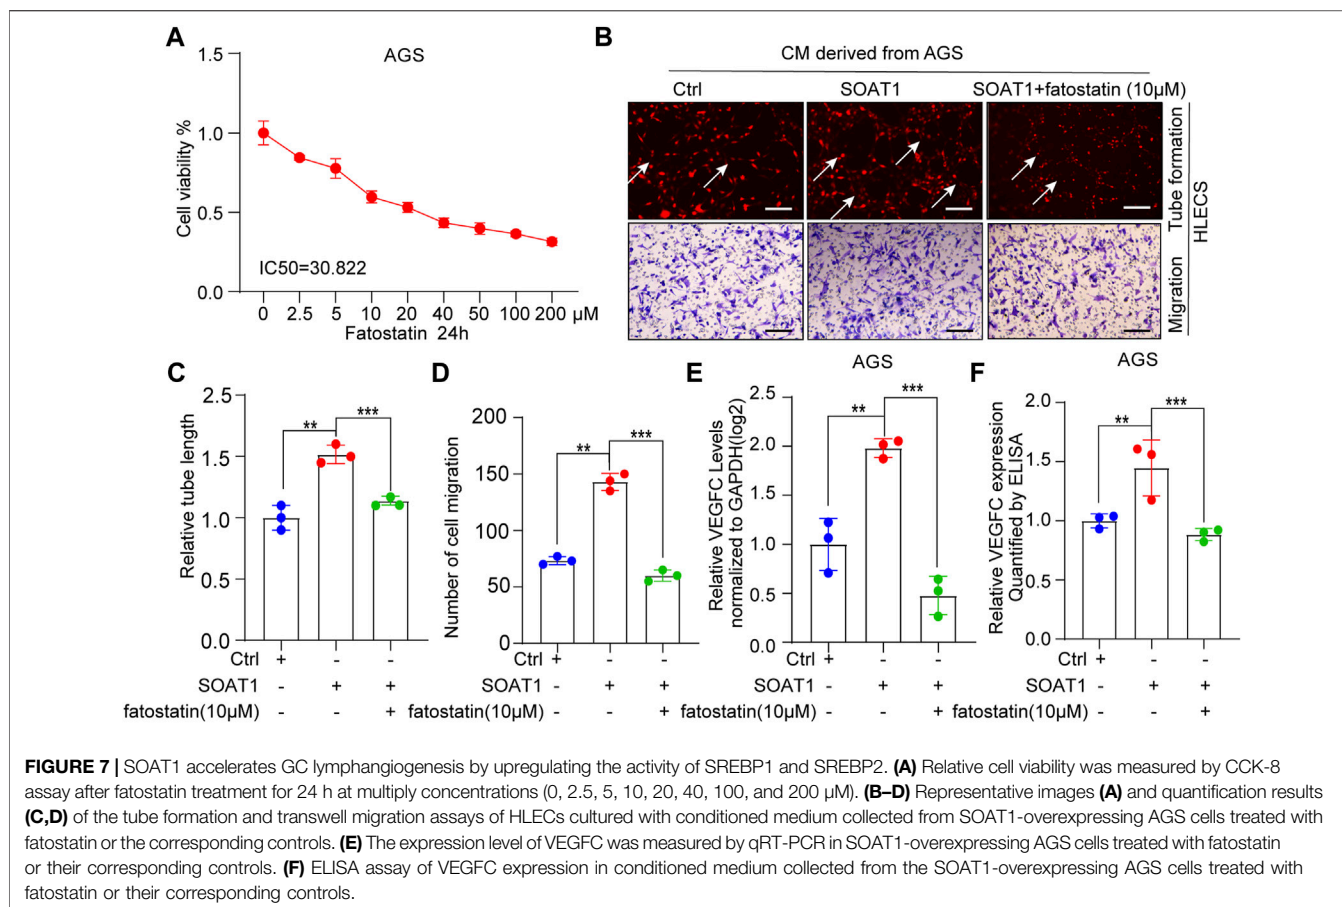 A
AGS
1.5
1.0
0.5
0.0
Cell viability %
IC50=30.822
0 2.5 5 10 20 40 50 100 200 μM
Fatostatin 24h
B
CM derived from AGS
Ctrl SOAT1 SOAT1+fatostatin (10μM)
Tube formation
Migration
HLECS
C
2.5
2.0
1.5
1.0
0.5
0.0
Relative tube length
** ***
Ctrl + - -
SOAT1 - + +
fatostatin(10μM) - - +
D
200
150
100
50
0
Number of cell migration
** ***
+ - -
SOAT1 - + +
fatostatin(10μM) - - +
E
AGS
2.5
2.0
1.5
1.0
0.5
0.0
Relative VEGFC Levels
normalized to GAPDH(log2)
** ***
Ctrl + - -
SOAT1 - + +
fatostatin(10μM) - - +
F
AGS
2.0
1.5
1.0
0.5
0.0
Relative VEGFC expression
Quantified by ELISA
** ***
Ctrl + - -
SOAT1 - + +
fatostatin(10μM) - - +
FIGURE 7 | SOAT1 accelerates GC lymphangiogenesis by upregulating the activity of SREBP1 and SREBP2. (A) Relative cell viability was measured by CCK-8
assay after fatostatin treatment for 24 h at multiply concentrations (0, 2.5, 5, 10, 20, 40, 100, and 200 μM). (B–D) Representative images (A) and quantification results
(C,D) of the tube formation and transwell migration assays of HLECs cultured with conditioned medium collected from SOAT1-overexpressing AGS cells treated with
fatostatin or the corresponding controls. (E) The expression level of VEGFC was measured by qRT-PCR in SOAT1-overexpressing AGS cells treated with fatostatin
or their corresponding controls. (F) ELISA assay of VEGFC expression in conditioned medium collected from the SOAT1-overexpressing AGS cells treated with
fatostatin or their corresponding controls.